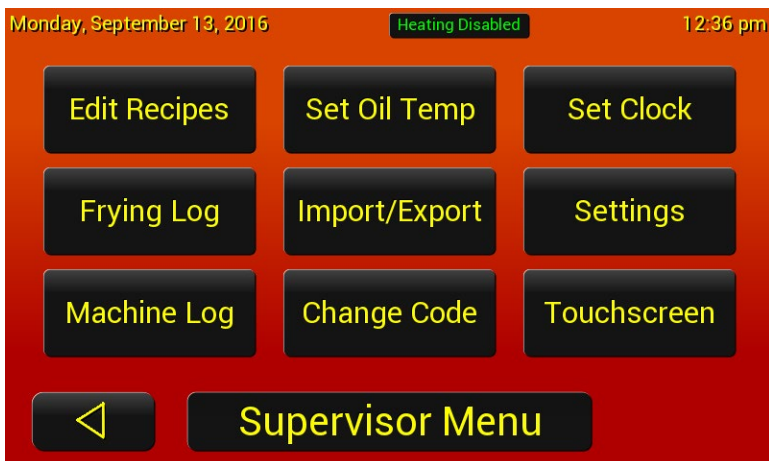 Monday, September 13, 2016 Heating Disabled 12:36 pm
Edit Recipes Set Oil Temp Set Clock
Frying Log Import/Export Settings
Machine Log Change Code Touchscreen
Supervisor Menu